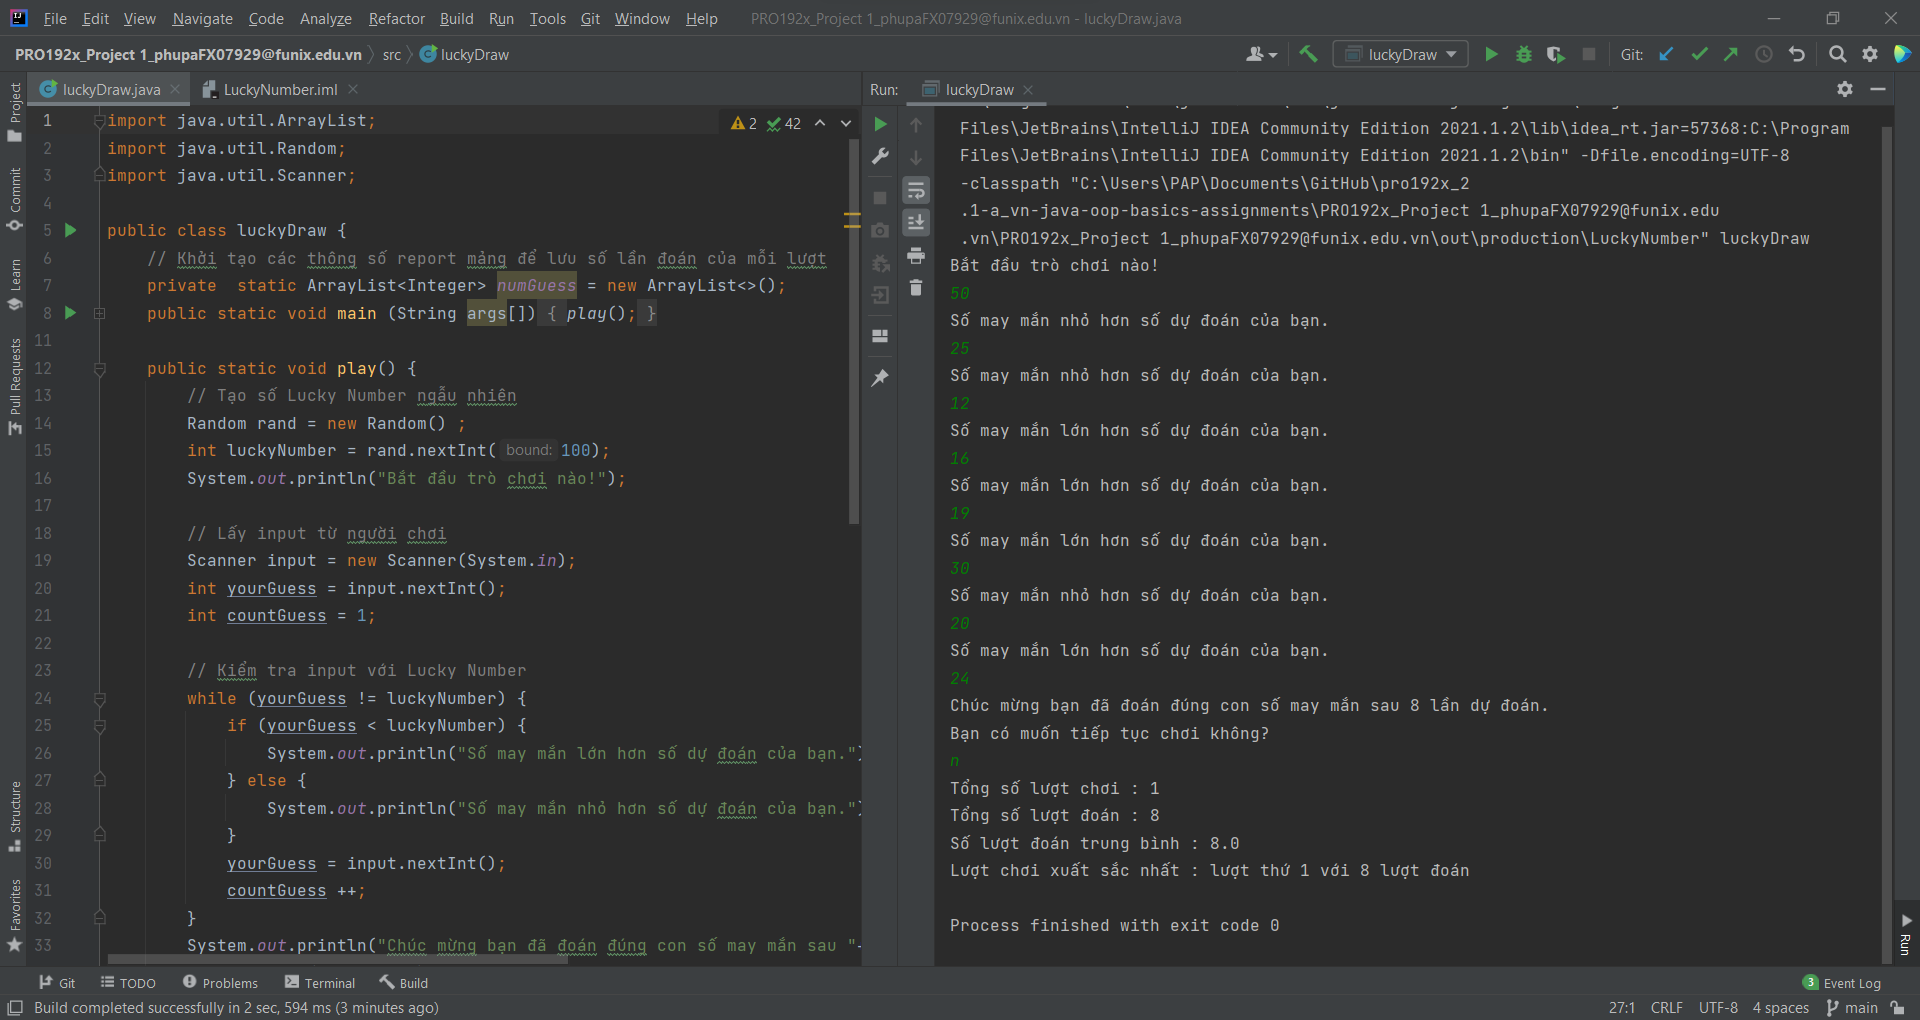 File Edit View Navigate Code Analyze Refactor Build Run Tools Git Window Help PRO192x_Project 1_phupaFX07929@funix.edu.vn - luckyDraw.java
PRO192x_Project 1_phupaFX07929@funix.edu.vn src luckyDraw luckyDraw Git:
luckyDraw.java LuckyNumber.iml
Project
Commit
Learn
Pull Requests
Structure
Favorites
2 42
1 import java.util.ArrayList;
2 import java.util.Random;
3 import java.util.Scanner;
4
5 public class luckyDraw {
6 // Khởi tạo các thông số report mảng để lưu số lần đoán của mỗi lượt
7 private  static ArrayList<Integer> numGuess = new ArrayList<>();
8 public static void main (String args[]) { play(); }
11
12 public static void play() {
13 // Tạo số Lucky Number ngẫu nhiên
14 Random rand = new Random() ;
15 int luckyNumber = rand.nextInt( bound: 100);
16 System.out.println("Bắt đầu trò chơi nào!");
17
18 // Lấy input từ người chơi
19 Scanner input = new Scanner(System.in);
20 int yourGuess = input.nextInt();
21 int countGuess = 1;
22
23 // Kiểm tra input với Lucky Number
24 while (yourGuess != luckyNumber) {
25 if (yourGuess < luckyNumber) {
26 System.out.println("Số may mắn lớn hơn số dự đoán của bạn.")
27 } else {
28 System.out.println("Số may mắn nhỏ hơn số dự đoán của bạn.")
29 }
30 yourGuess = input.nextInt();
31 countGuess ++;
32 }
33 System.out.println("Chúc mừng bạn đã đoán đúng con số may mắn sau "+
Run: luckyDraw
Files\JetBrains\IntelliJ IDEA Community Edition 2021.1.2\lib\idea_rt.jar=57368:C:\Program
Files\JetBrains\IntelliJ IDEA Community Edition 2021.1.2\bin" -Dfile.encoding=UTF-8
-classpath "C:\Users\PAP\Documents\GitHub\pro192x_2
.1-a_vn-java-oop-basics-assignments\PRO192x_Project 1_phupaFX07929@funix.edu
.vn\PRO192x_Project 1_phupaFX07929@funix.edu.vn\out\production\LuckyNumber" luckyDraw
Bắt đầu trò chơi nào!
50
Số may mắn nhỏ hơn số dự đoán của bạn.
25
Số may mắn nhỏ hơn số dự đoán của bạn.
12
Số may mắn lớn hơn số dự đoán của bạn.
16
Số may mắn lớn hơn số dự đoán của bạn.
19
Số may mắn lớn hơn số dự đoán của bạn.
30
Số may mắn nhỏ hơn số dự đoán của bạn.
20
Số may mắn lớn hơn số dự đoán của bạn.
24
Chúc mừng bạn đã đoán đúng con số may mắn sau 8 lần dự đoán.
Bạn có muốn tiếp tục chơi không?
n
Tổng số lượt chơi : 1
Tổng số lượt đoán : 8
Số lượt đoán trung bình : 8.0
Lượt chơi xuất sắc nhất : lượt thứ 1 với 8 lượt đoán
Process finished with exit code 0
Run
Git TODO Problems Terminal Build 3 Event Log
Build completed successfully in 2 sec, 594 ms (3 minutes ago) 27:1 CRLF UTF-8 4 spaces main